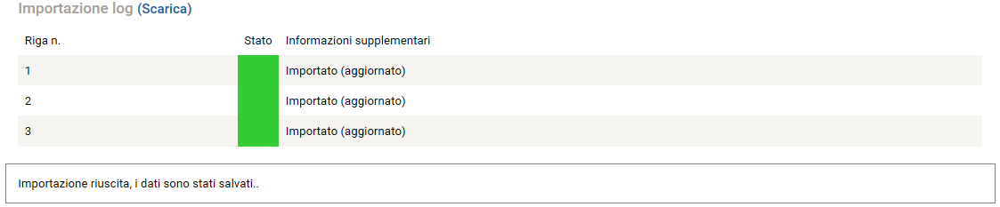 Importazione log (Scarica)
Riga n. Stato Informazioni supplementari
1 Importato (aggiornato)
2 Importato (aggiornato)
3 Importato (aggiornato)
Importazione riuscita, i dati sono stati salvati..